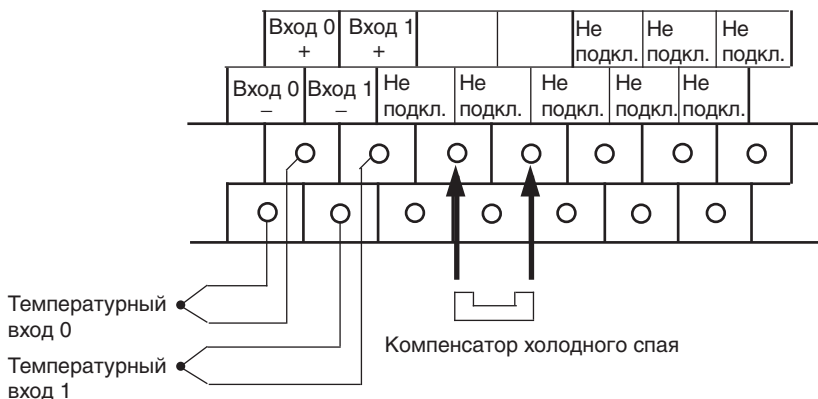 Вход 0
+
Вход 1
+
Не
подкл.
Не
подкл.
Не
подкл.
Вход 0
–
Вход 1
–
Не
подкл.
Не
подкл.
Не
подкл.
Не
подкл.
Не
подкл.
Температурный
вход 0
Температурный
вход 1
Компенсатор холодного спая